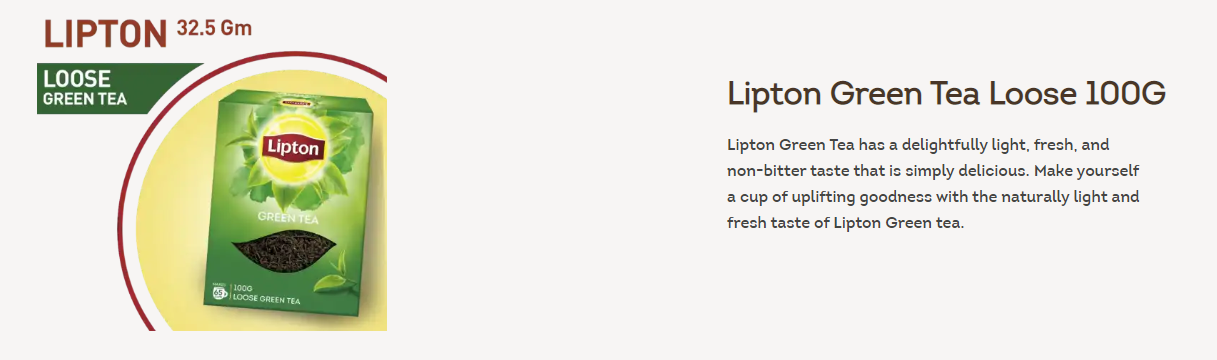 LIPTON 32.5 Gm
LOOSE
GREEN TEA
Lipton
GREEN TEA
65
100G
LOOSE GREEN TEA
Lipton Green Tea Loose 100G
Lipton Green Tea has a delightfully light, fresh, and
non-bitter taste that is simply delicious. Make yourself
a cup of uplifting goodness with the naturally light and
fresh taste of Lipton Green tea.